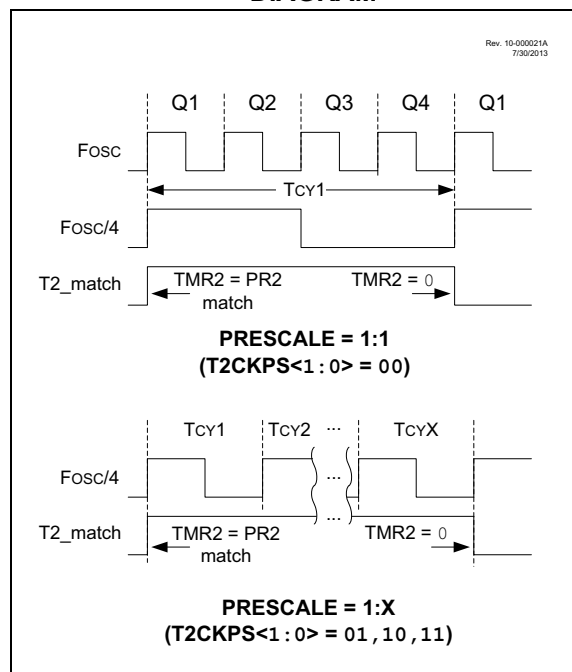 Rev. 10-000021A
7/30/2013
Q1 Q2 Q3 Q4 Q1
FOSC
TCY1
FOSC/4
T2_match
TMR2 = PR2
match
TMR2 = 0
PRESCALE = 1:1
(T2CKPS<1:0> = 00)
TCY1 TCY2 ... TCYX
FOSC/4
...
T2_match
TMR2 = PR2
match
TMR2 = 0
PRESCALE = 1:X
(T2CKPS<1:0> = 01,10,11)